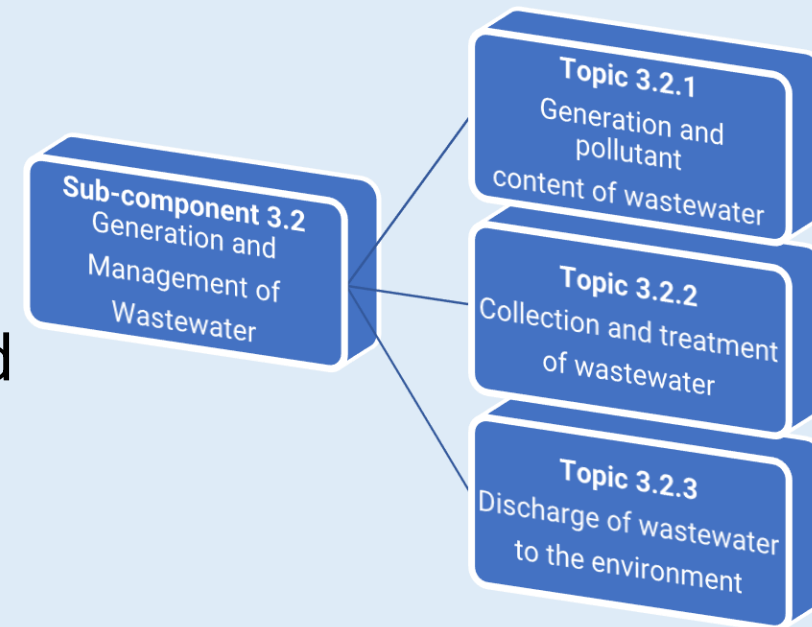 Sub-component 3.2
Generation and
Management of
Wastewater
d
Topic 3.2.1
Generation and
pollutant
content of wastewater
Topic 3.2.2
Collection and treatment
of wastewater
Topic 3.2.3
Discharge of wastewater
to the environment